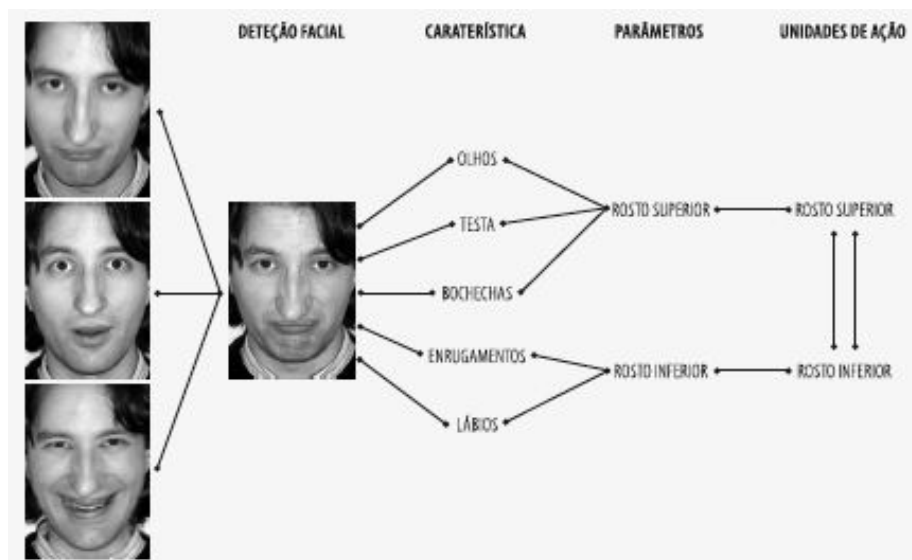 DETEÇÃO FACIAL
CARATERÍSTICA
PARÂMETROS
UNIDADES DE AÇÃO
OLHOS
TESTA
BOCHECHAS
ENRUGAMENTOS
LÁBIOS
ROSTO SUPERIOR
ROSTO INFERIOR
ROSTO SUPERIOR
ROSTO INFERIOR